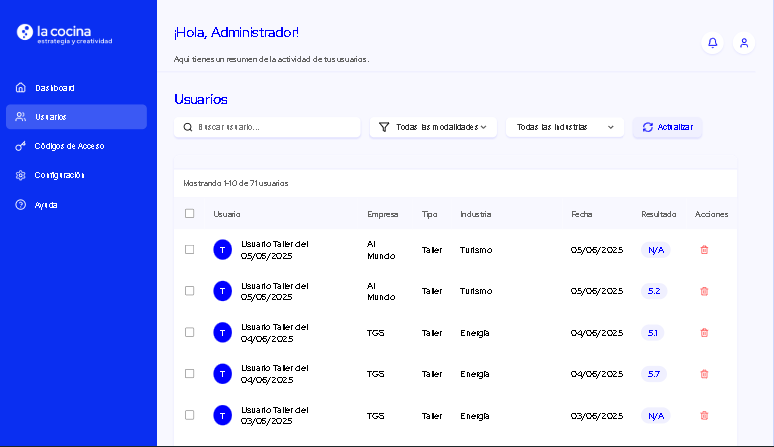 la cocina
estrategia y creatividad
Dashboard
Usuarios
Códigos de Acceso
Configuración
Ayuda
¡Hola, Administrador!
Aquí tienes un resumen de la actividad de tus usuarios.
Usuarios
Buscar usuario...
Todas las modalidades
Todas las industrias
Actualizar
Mostrando 1-10 de 71 usuarios
Usuario Empresa Tipo Industria Fecha Resultado Acciones
T Usuario Taller del 05/06/2025 Al Mundo Taller Turismo 05/06/2025 N/A
T Usuario Taller del 05/06/2025 Al Mundo Taller Turismo 05/06/2025 5.2
T Usuario Taller del 04/06/2025 TGS Taller Energía 04/06/2025 5.1
T Usuario Taller del 04/06/2025 TGS Taller Energía 04/06/2025 5.7
T Usuario Taller del 03/06/2025 TGS Taller Energía 03/06/2025 N/A